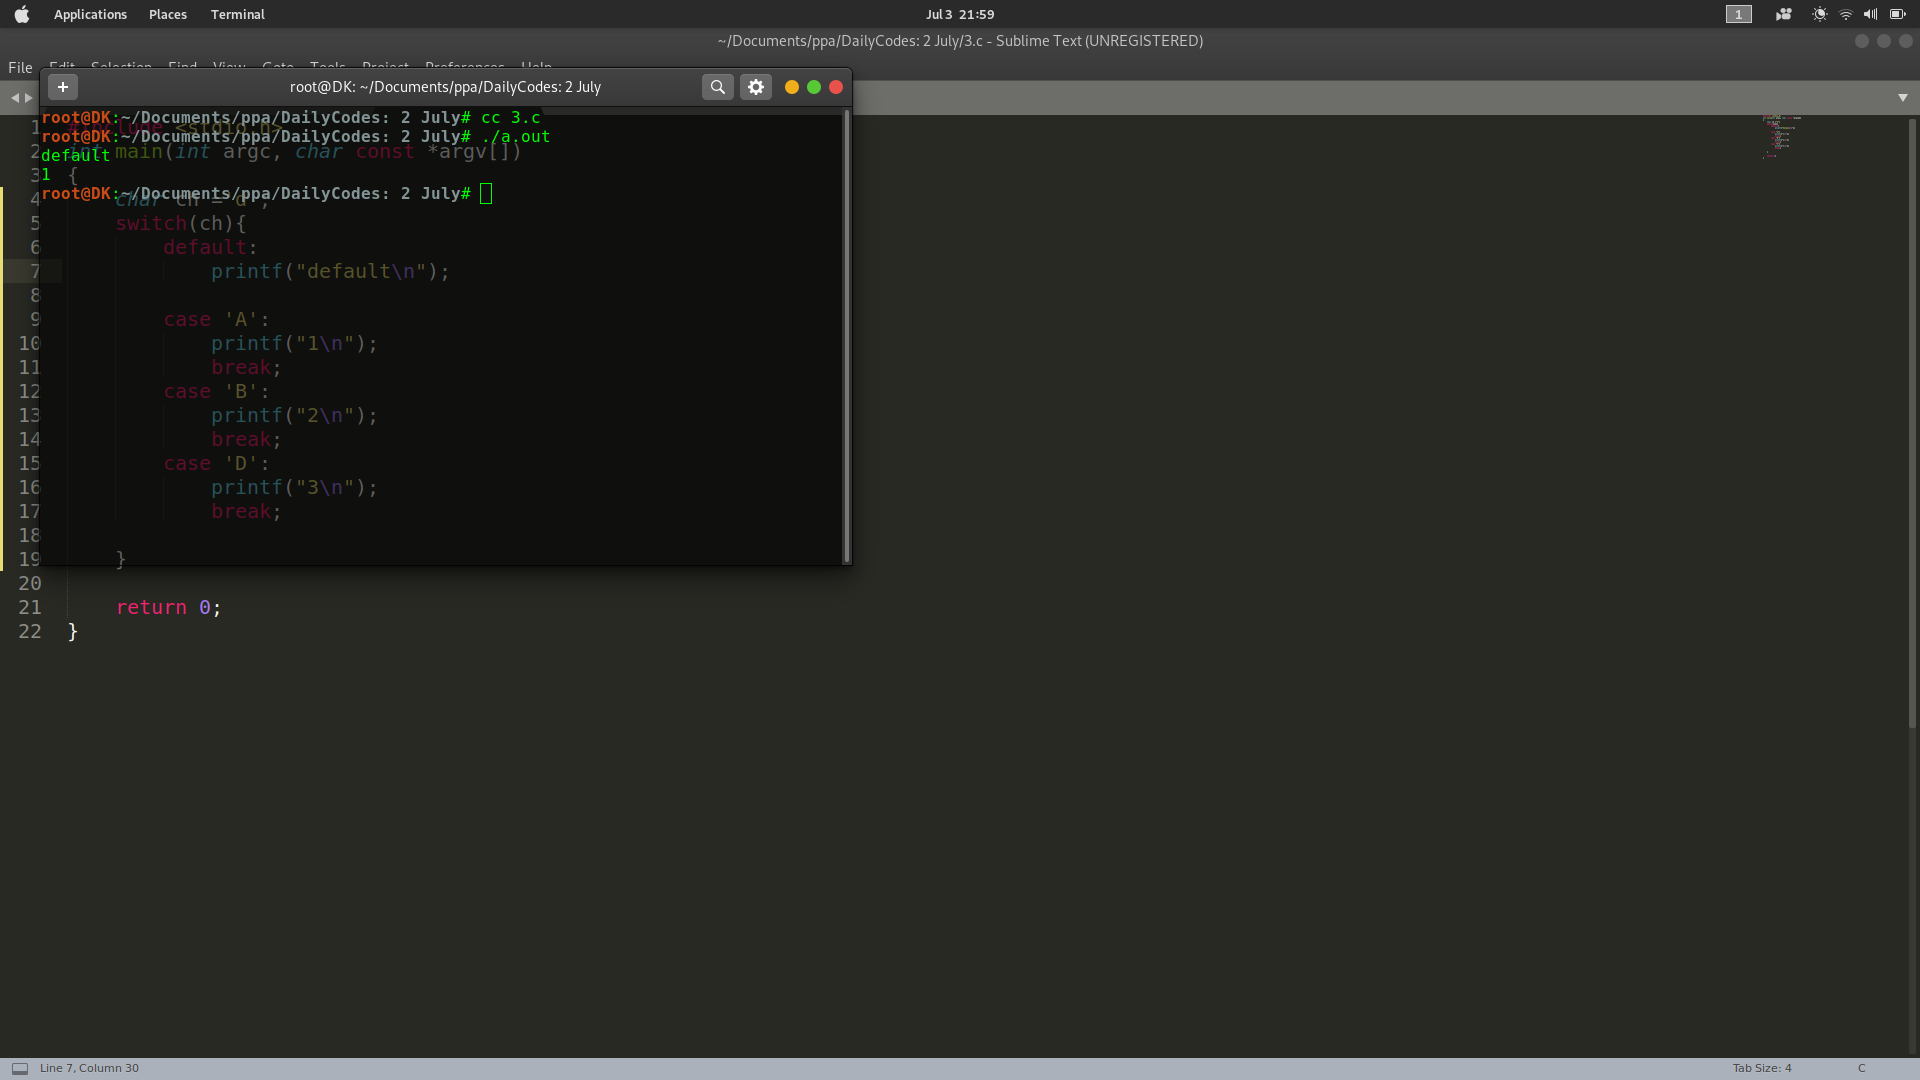 Applications Places Terminal Jul 3 21:59 1
~/Documents/ppa/DailyCodes: 2 July/3.c - Sublime Text (UNREGISTERED)
File Edit Selection Find View Goto Tools Project Preferences Help
+ root@DK: ~/Documents/ppa/DailyCodes: 2 July
root@DK:~/Documents/ppa/DailyCodes: 2 July# cc 3.c
1 #include <stdio.h>
root@DK:~/Documents/ppa/DailyCodes: 2 July# ./a.out
2 int main(int argc, char const *argv[])
default
3 {
1
root@DK:~/Documents/ppa/DailyCodes: 2 July#
4 char ch = 'd';
5 switch(ch){
6 default:
7 printf("default\n");
8
9 case 'A':
10 printf("1\n");
11 break;
12 case 'B':
13 printf("2\n");
14 break;
15 case 'D':
16 printf("3\n");
17 break;
18
19 }
20
21 return 0;
22 }
Line 7, Column 30 Tab Size: 4 C